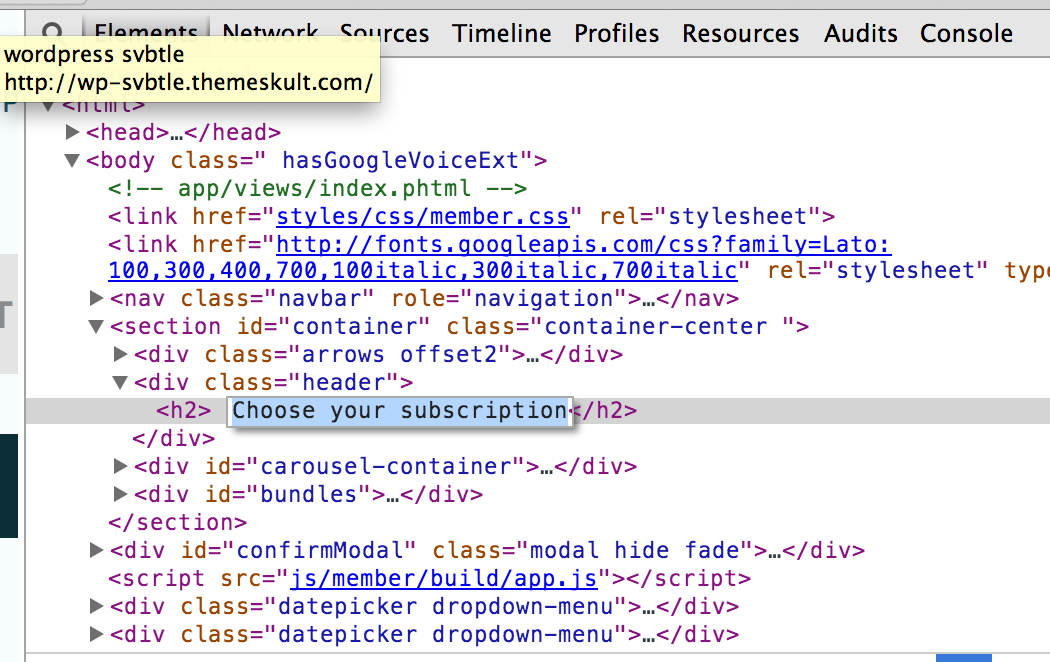 Elements Network Sources Timeline Profiles Resources Audits Console
wordpress svbtle
http://wp-svbtle.themeskult.com/
▼<html>
▶<head>…</head>
▼<body class=" hasGoogleVoiceExt">
<!-- app/views/index.phtml -->
<link href="styles/css/member.css" rel="stylesheet">
<link href="http://fonts.googleapis.com/css?family=Lato:
100,300,400,700,100italic,300italic,700italic" rel="stylesheet" type
▶<nav class="navbar" role="navigation">…</nav>
▼<section id="container" class="container-center ">
▶<div class="arrows offset2">…</div>
▼<div class="header">
<h2> Choose your subscription</h2>
</div>
▶<div id="carousel-container">…</div>
▶<div id="bundles">…</div>
</section>
▶<div id="confirmModal" class="modal hide fade">…</div>
<script src="js/member/build/app.js"></script>
▶<div class="datepicker dropdown-menu">…</div>
▶<div class="datepicker dropdown-menu">…</div>